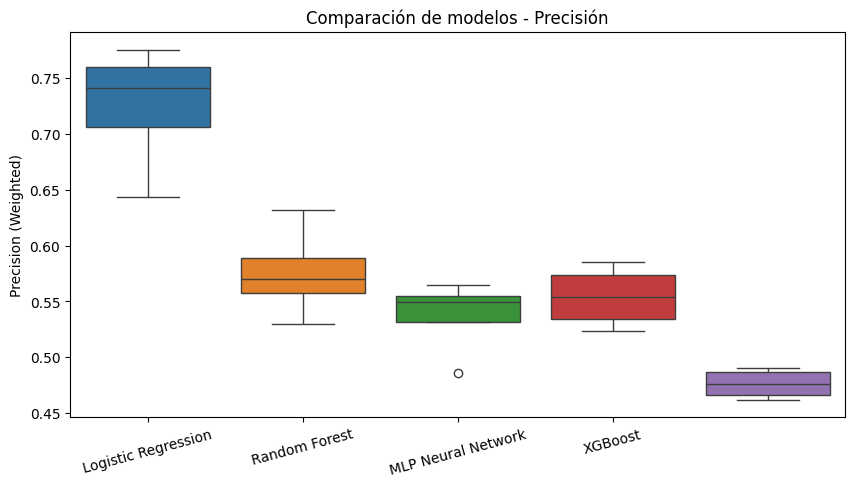 Comparación de modelos - Precisión
Precision (Weighted)
0.75
0.70
0.65
0.60
0.55
0.50
0.45
Logistic Regression
Random Forest
MLP Neural Network
XGBoost